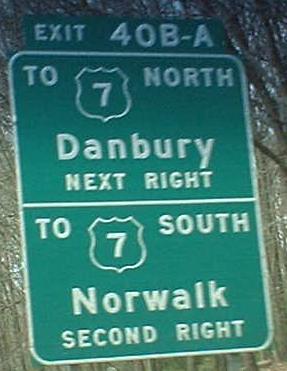 EXIT 40B-A
TO 7 NORTH
Danbury
NEXT RIGHT
TO 7 SOUTH
Norwalk
SECOND RIGHT